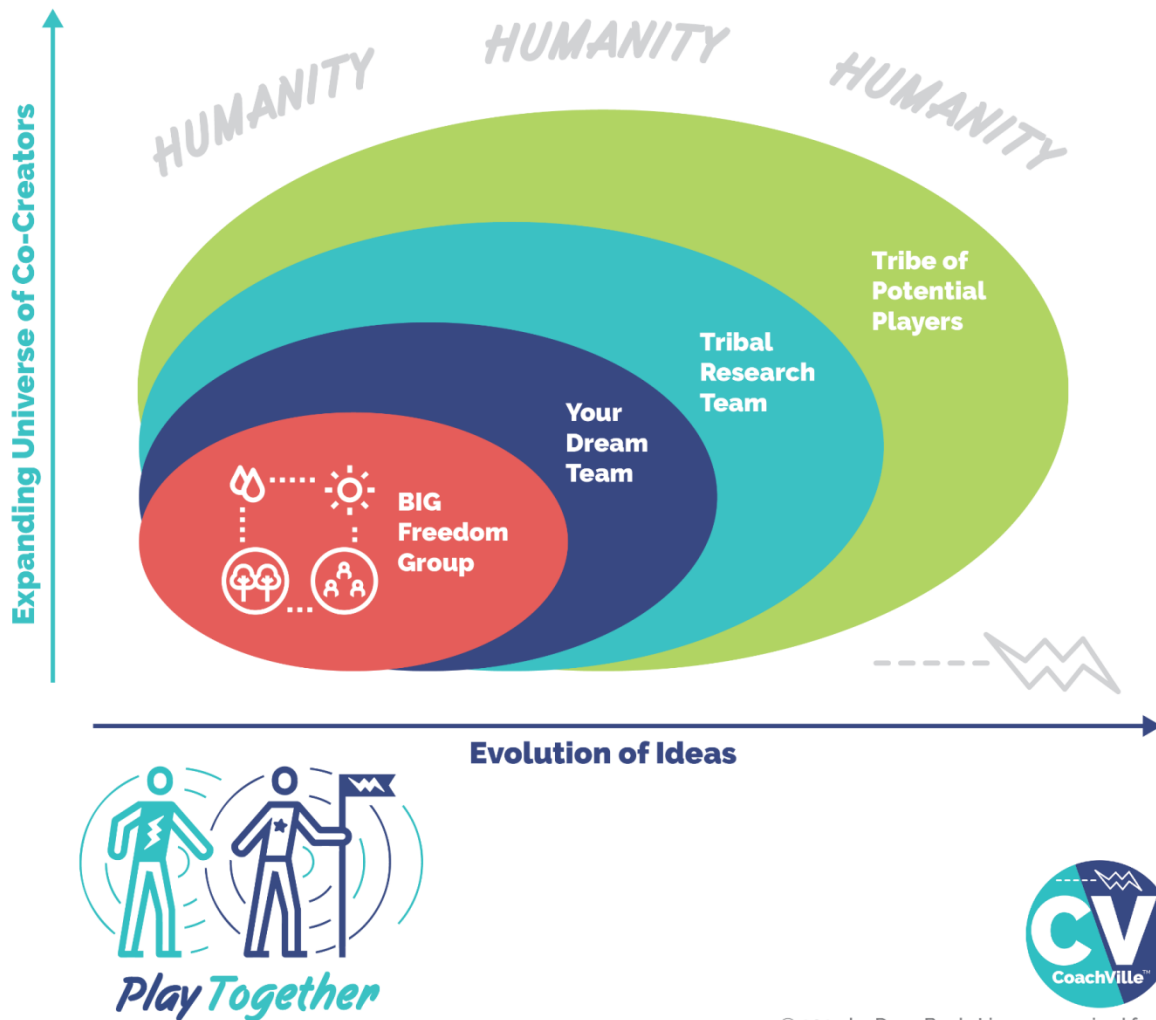 HUMANITY
HUMANITY
HUMANITY
Expanding Universe of Co-Creators
Tribe of
Potential
Players
Tribal
Research
Team
Your
Dream
Team
BIG
Freedom
Group
Evolution of Ideas
Play Together
CV
CoachVille™